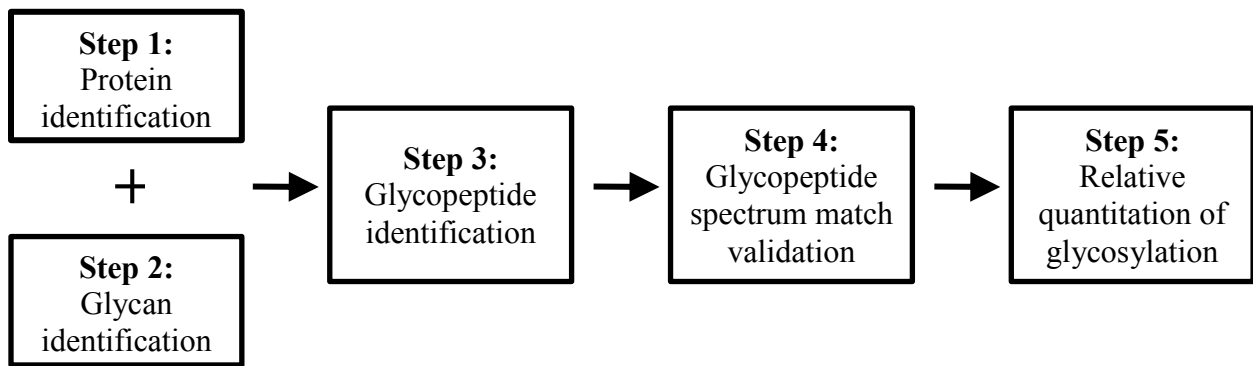 Step 1:
Protein
identification
+
Step 2:
Glycan
identification
Step 3:
Glycopeptide
identification
Step 4:
Glycopeptide
spectrum match
validation
Step 5:
Relative
quantitation of
glycosylation